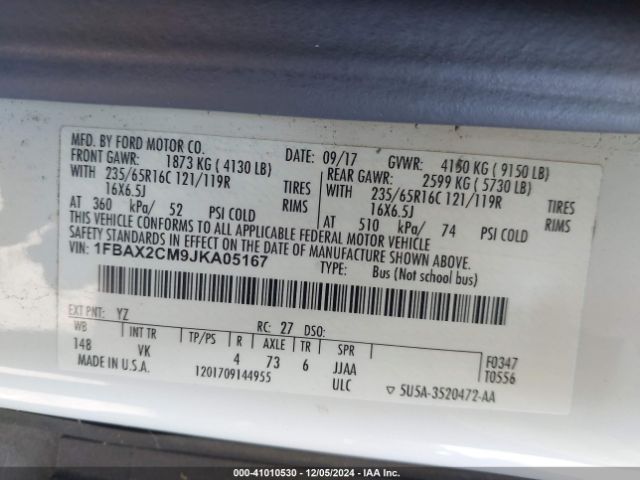 MFD. BY FORD MOTOR CO.
DATE: 09/17 GVWR: 4150 KG ( 9150 LB)
FRONT GAWR: 1873 KG ( 4130 LB) REAR GAWR: 2599 KG ( 5730 LB)
WITH 235/65R16C 121/119R TIRES WITH 235/65R16C 121/119R TIRES
16X6.5J RIMS 16X6.5J RIMS
AT 360 kPa/ 52 PSI COLD AT 510 kPa/ 74 PSI COLD
THIS VEHICLE CONFORMS TO ALL APPLICABLE FEDERAL MOTOR VEHICLE
SAFETY STANDARDS IN EFFECT ON THE DATE OF MANUFACTURE SHOWN ABOVE.
VIN: 1FBAX2CM9JKA05167
TYPE: Bus (Not school bus)
EXT PNT: YZ RC: 27 DSO:
WB INT TR TP/PS R AXLE TR SPR F0347
148 VK 4 73 6 JJAA T0556
MADE IN U.S.A. 1201709144955 ULC
▽ 5U5A-3520472-AA
000-41010530 - 12/05/2024 - IAA Inc.